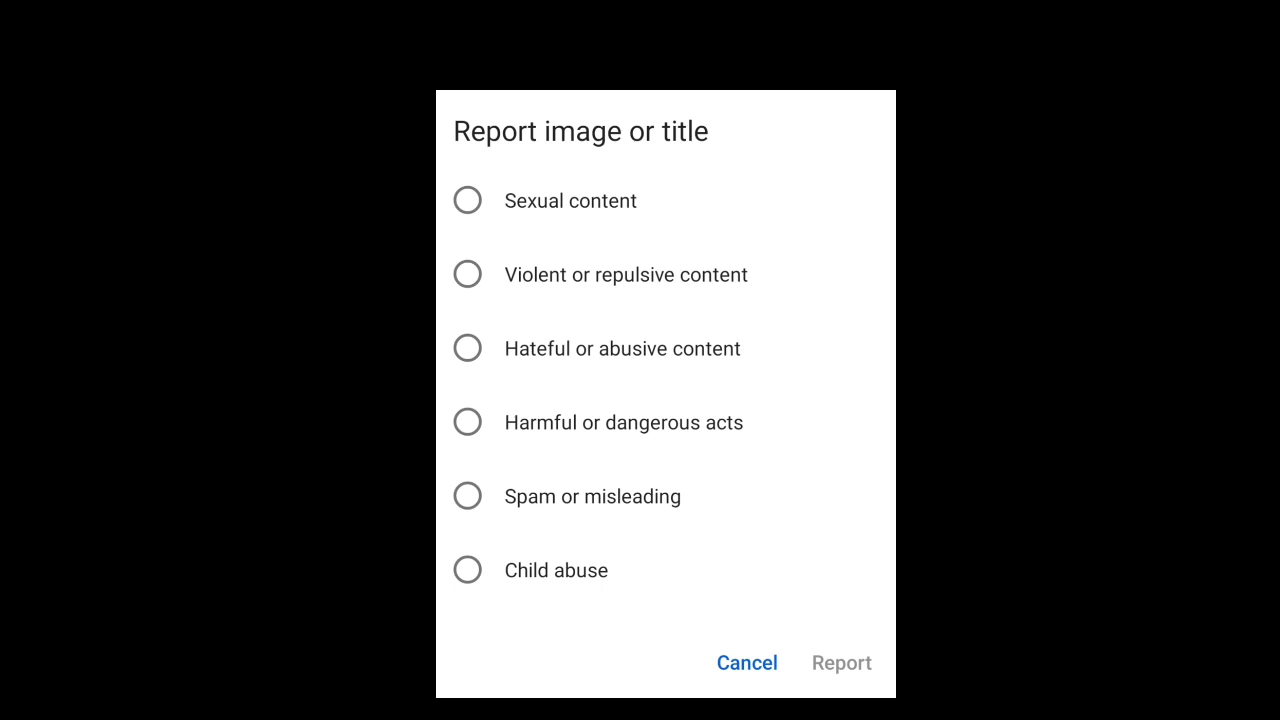 Report image or title
Sexual content
Violent or repulsive content
Hateful or abusive content
Harmful or dangerous acts
Spam or misleading
Child abuse
Cancel Report